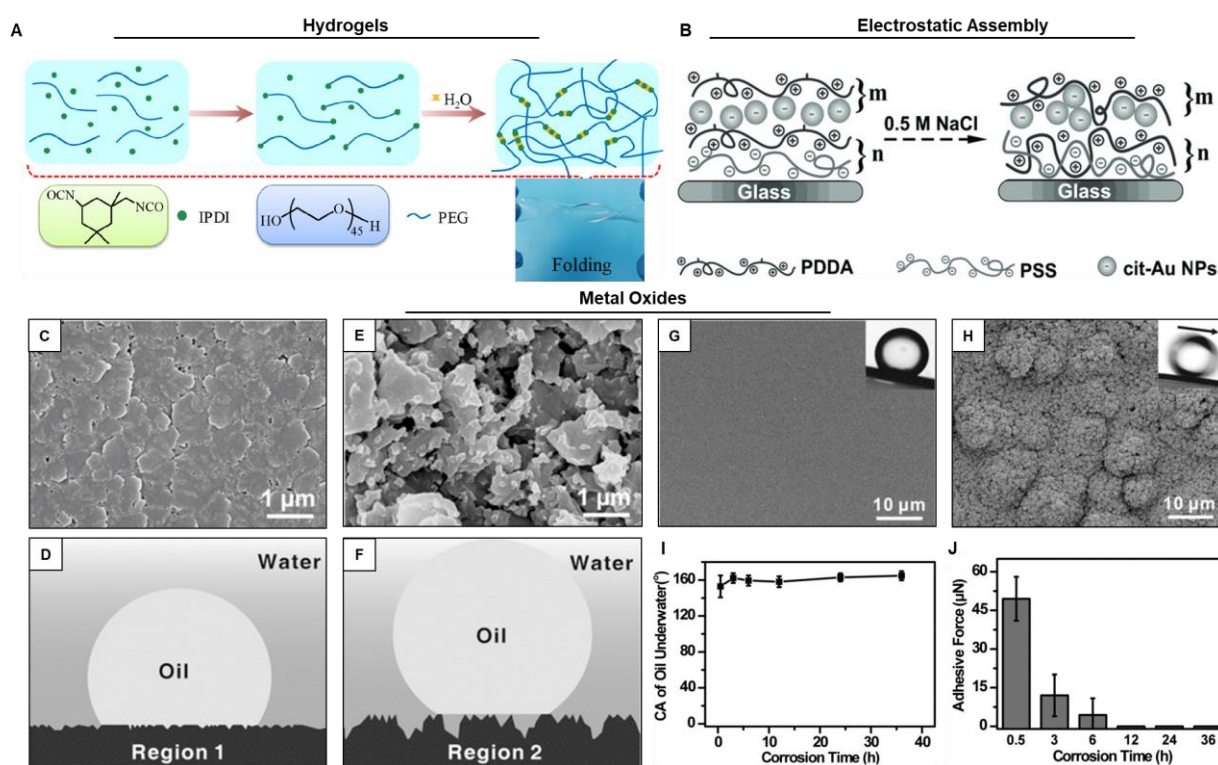 Hydrogels
A
H₂O
OCN
NCO
IPDI
HO
O
H
45
PEG
Folding
Electrostatic Assembly
B
m
n
0.5 M NaCl
m
n
Glass
Glass
PDDA
PSS
cit-Au NPs
Metal Oxides
C
1 µm
E
1 µm
G
10 µm
H
10 µm
D
Water
Oil
Region 1
F
Water
Oil
Region 2
I
CA of Oil Underwater(°)
160
120
80
40
0
0 10 20 30 40
Corrosion Time (h)
J
Adhesive Force (µN)
60
45
30
15
0
0.5 3 6 12 24 36
Corrosion Time (h)